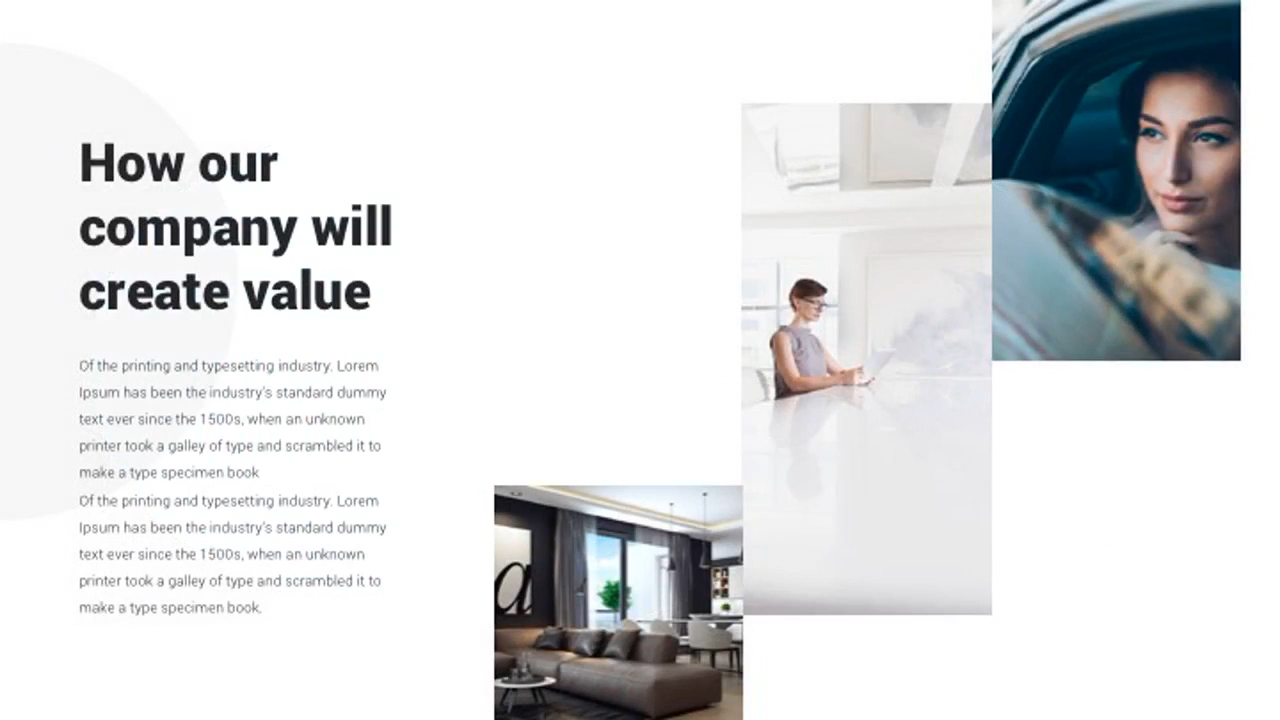 How our
company will
create value
Of the printing and typesetting industry. Lorem
Ipsum has been the industry's standard dummy
text ever since the 1500s, when an unknown
printer took a galley of type and scrambled it to
make a type specimen book
Of the printing and typesetting industry. Lorem
Ipsum has been the industry's standard dummy
text ever since the 1500s, when an unknown
printer took a galley of type and scrambled it to
make a type specimen book.
a